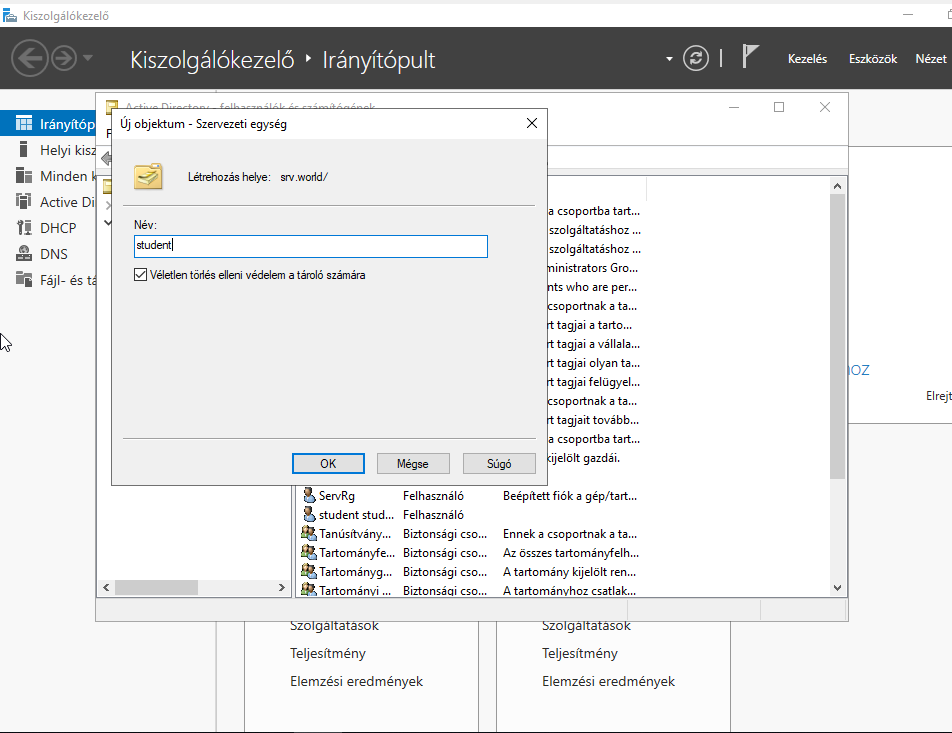 Kiszolgálókezelő
Kiszolgálókezelő ‣ Irányítópult
Kezelés Eszközök Nézet
Active Directory - felhasználók és számítógépek
Új objektum - Szervezeti egység
Létrehozás helye: srv.world/
Név:
student
Véletlen törlés elleni védelem a tároló számára
OK Mégse Súgó
Irányítóp
Helyi kisz
Minden k
Active Di
DHCP
DNS
Fájl- és tá
a csoportba tart...
szolgáltatáshoz ...
szolgáltatáshoz ...
ministrators Gro...
nts who are per...
csoportnak a ta...
rt tagjai a tarto...
rt tagjai a vállala...
rt tagjai olyan ta...
rt tagjai felügyel...
csoportnak a ta...
rt tagjait tovább...
a csoportba tart...
kijelölt gazdái.
ServRg Felhasználó Beépített fiók a gép/tart...
student stud... Felhasználó
Tanúsítvány... Biztonsági cso... Ennek a csoportnak a ta...
Tartományfe... Biztonsági cso... Az összes tartományfelh...
Tartományg... Biztonsági cso... A tartomány kijelölt ren...
Tartományi ... Biztonsági cso... A tartományhoz csatlak...
HOZ
Elrejt
Szolgáltatások Szolgáltatások
Teljesítmény Teljesítmény
Elemzési eredmények Elemzési eredmények